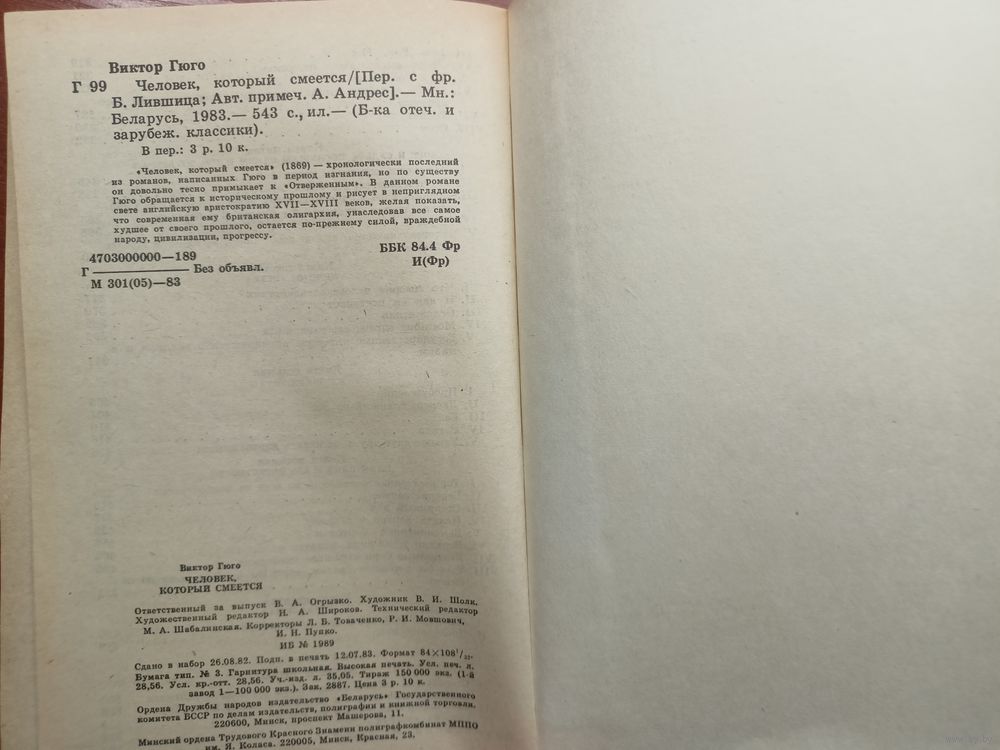 Виктор Гюго
Г 99 Человек, который смеется/[Пер. с фр.
Б. Лившица; Авт. примеч. А. Андрес].— Мн.:
Беларусь, 1983.— 543 с., ил.— (Б-ка отеч. и
зарубеж. классики).
В пер.: 3 р. 10 к.
«Человек, который смеется» (1869) — хронологически последний
из романов, написанных Гюго в период изгнания, но по существу
он довольно тесно примыкает к «Отверженным». В данном романе
Гюго обращается к историческому прошлому и рисует в неприглядном
свете английскую аристократию XVII—XVIII веков, желая показать,
что современная ему британская олигархия, унаследовав все самое
худшее от своего прошлого, остается по-прежнему силой, враждебной
народу, цивилизации, прогрессу.
4703000000—189
Г ———— Без объявл.
М 301(05)—83
ББК 84.4 Фр
И(Фр)
Виктор Гюго
ЧЕЛОВЕК,
КОТОРЫЙ СМЕЕТСЯ
Ответственный за выпуск В. А. Огрызко. Художник В. И. Шолк.
Художественный редактор Н. А. Широков. Технический редактор
М. А. Шабалинская. Корректоры Л. Б. Товаченко, Р. И. Мовшович,
И. Н. Пупко.
ИБ № 1989
Сдано в набор 26.08.82. Подп. в печать 12.07.83. Формат 84×108¹/₃₂.
Бумага тип. № 3. Гарнитура школьная. Высокая печать. Усл. печ. л.
28,56. Усл. кр.-отт. 28,56. Уч.-изд. л. 35,05. Тираж 150 000 экз. (1-й
завод 1—100 000 экз.). Зак. 2887. Цена 3 р. 10 к.
Ордена Дружбы народов издательство «Беларусь» Государственного
комитета БССР по делам издательств, полиграфии и книжной торговли.
220600, Минск, проспект Машерова, 11.
Минский ордена Трудового Красного Знамени полиграфкомбинат МППО
им. Я. Коласа. 220005, Минск, Красная, 23.